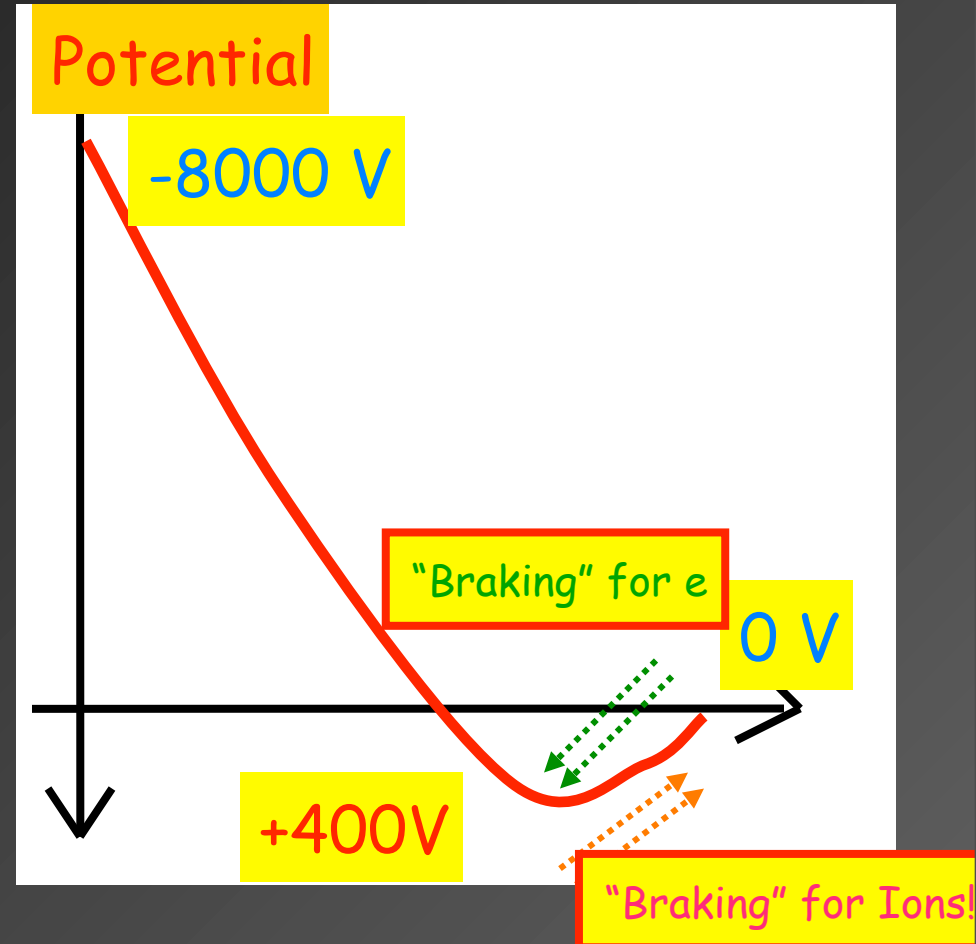 Potential
-8000 V
“Braking” for e
0 V
+400V
“Braking” for Ions!